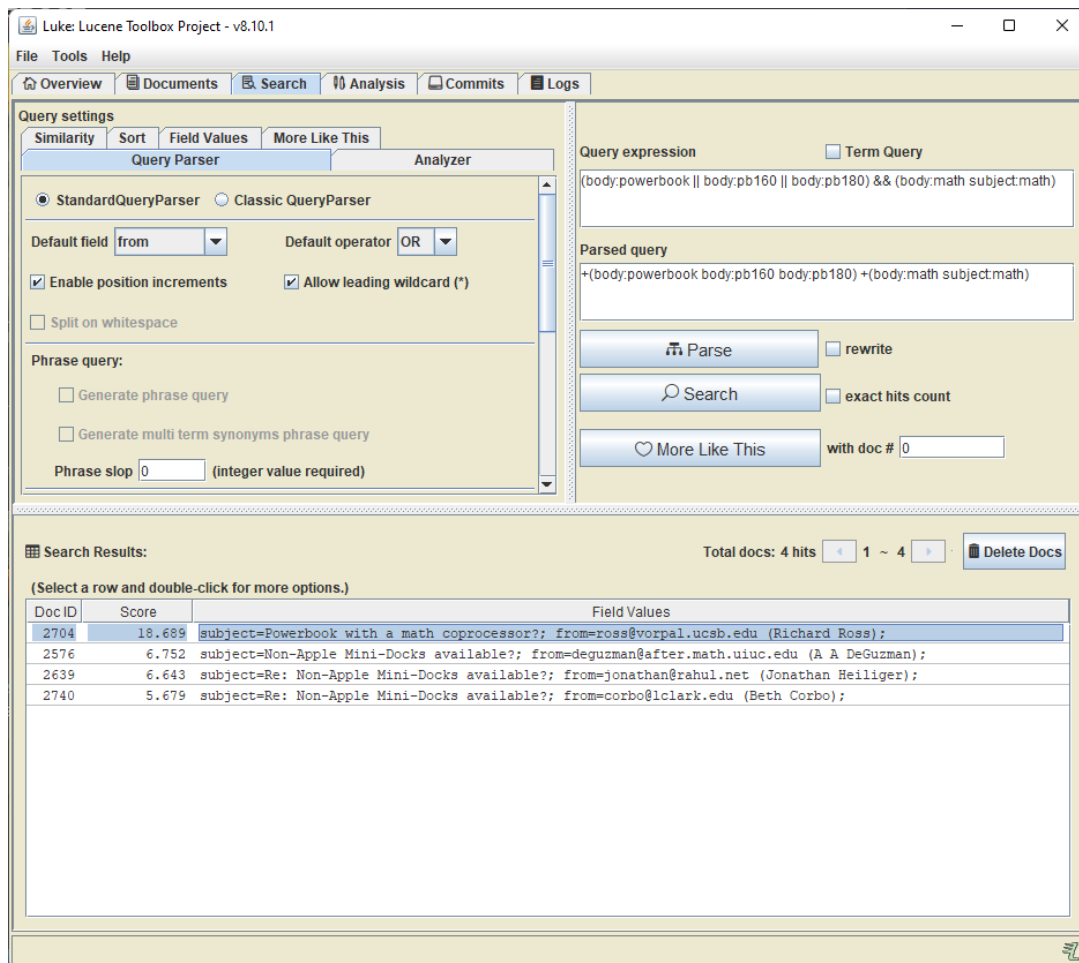 Luke: Lucene Toolbox Project - v8.10.1
File Tools Help
Overview Documents Search Analysis Commits Logs
Query settings
Similarity Sort Field Values More Like This
Query Parser Analyzer
StandardQueryParser Classic QueryParser
Default field from Default operator OR
Enable position increments Allow leading wildcard (*)
Split on whitespace
Phrase query:
Generate phrase query
Generate multi term synonyms phrase query
Phrase slop 0 (integer value required)
Query expression Term Query
(body:powerbook || body:pb160 || body:pb180) && (body:math subject:math)
Parsed query
+(body:powerbook body:pb160 body:pb180) +(body:math subject:math)
Parse rewrite
Search exact hits count
More Like This with doc # 0
Search Results:
Total docs: 4 hits 1 ~ 4 Delete Docs
(Select a row and double-click for more options.)
Doc ID Score Field Values
2704 18.689 subject=Powerbook with a math coprocessor?; from=ross@vorpal.ucsb.edu (Richard Ross);
2576 6.752 subject=Non-Apple Mini-Docks available?; from=deguzman@after.math.uiuc.edu (A A DeGuzman);
2639 6.643 subject=Re: Non-Apple Mini-Docks available?; from=jonathan@rahul.net (Jonathan Heiliger);
2740 5.679 subject=Re: Non-Apple Mini-Docks available?; from=corbo@lclark.edu (Beth Corbo);